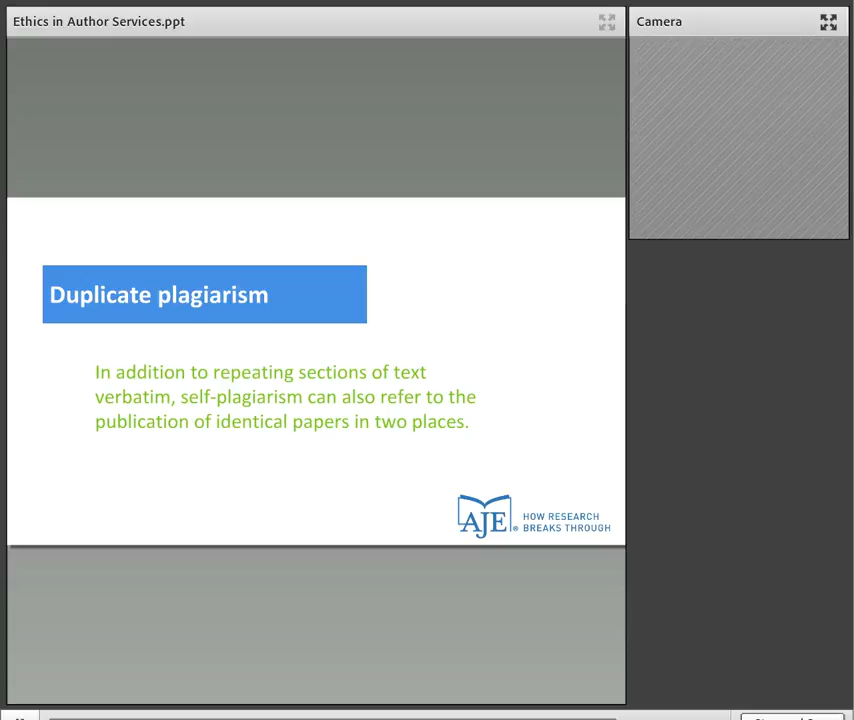 Ethics in Author Services.ppt
Camera
Duplicate plagiarism
In addition to repeating sections of text
verbatim, self-plagiarism can also refer to the
publication of identical papers in two places.
AJE® HOW RESEARCH
BREAKS THROUGH